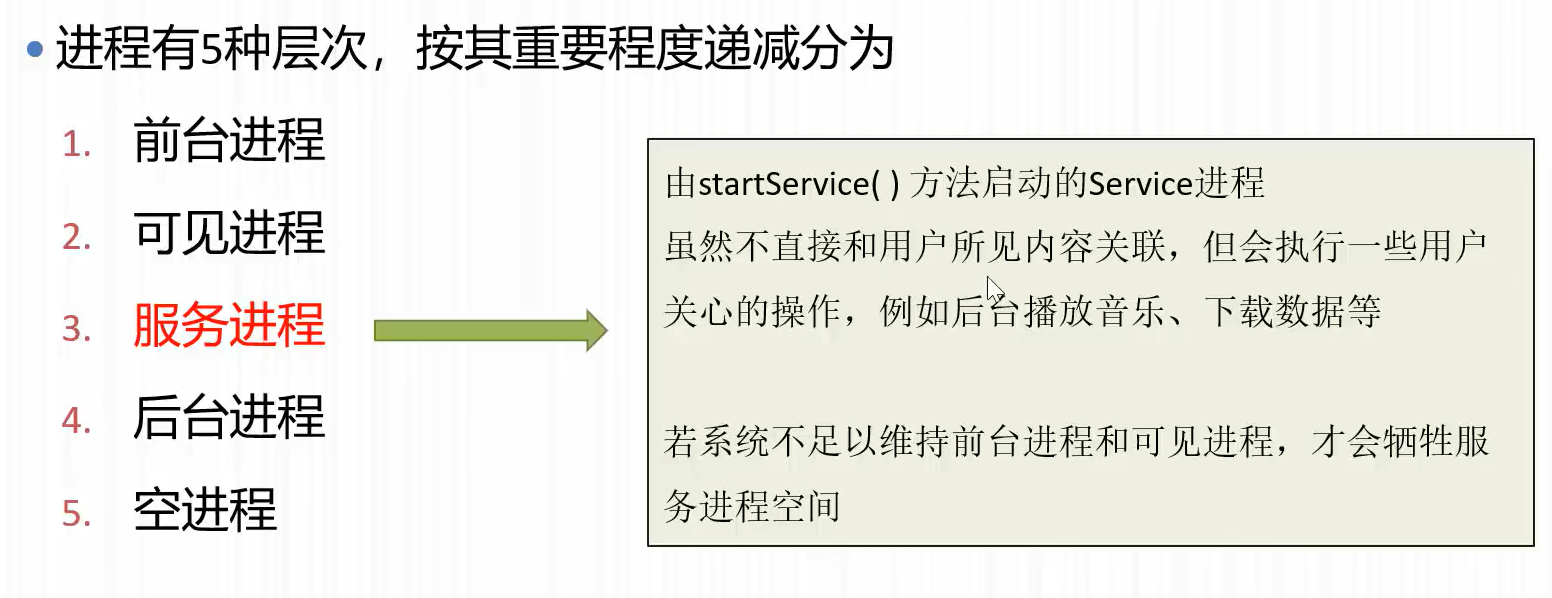 • 进程有5种层次，按其重要程度递减分为
1. 前台进程
2. 可见进程
3. 服务进程
4. 后台进程
5. 空进程
由startService( ) 方法启动的Service进程
虽然不直接和用户所见内容关联，但会执行一些用户
关心的操作，例如后台播放音乐、下载数据等
若系统不足以维持前台进程和可见进程，才会牺牲服
务进程空间